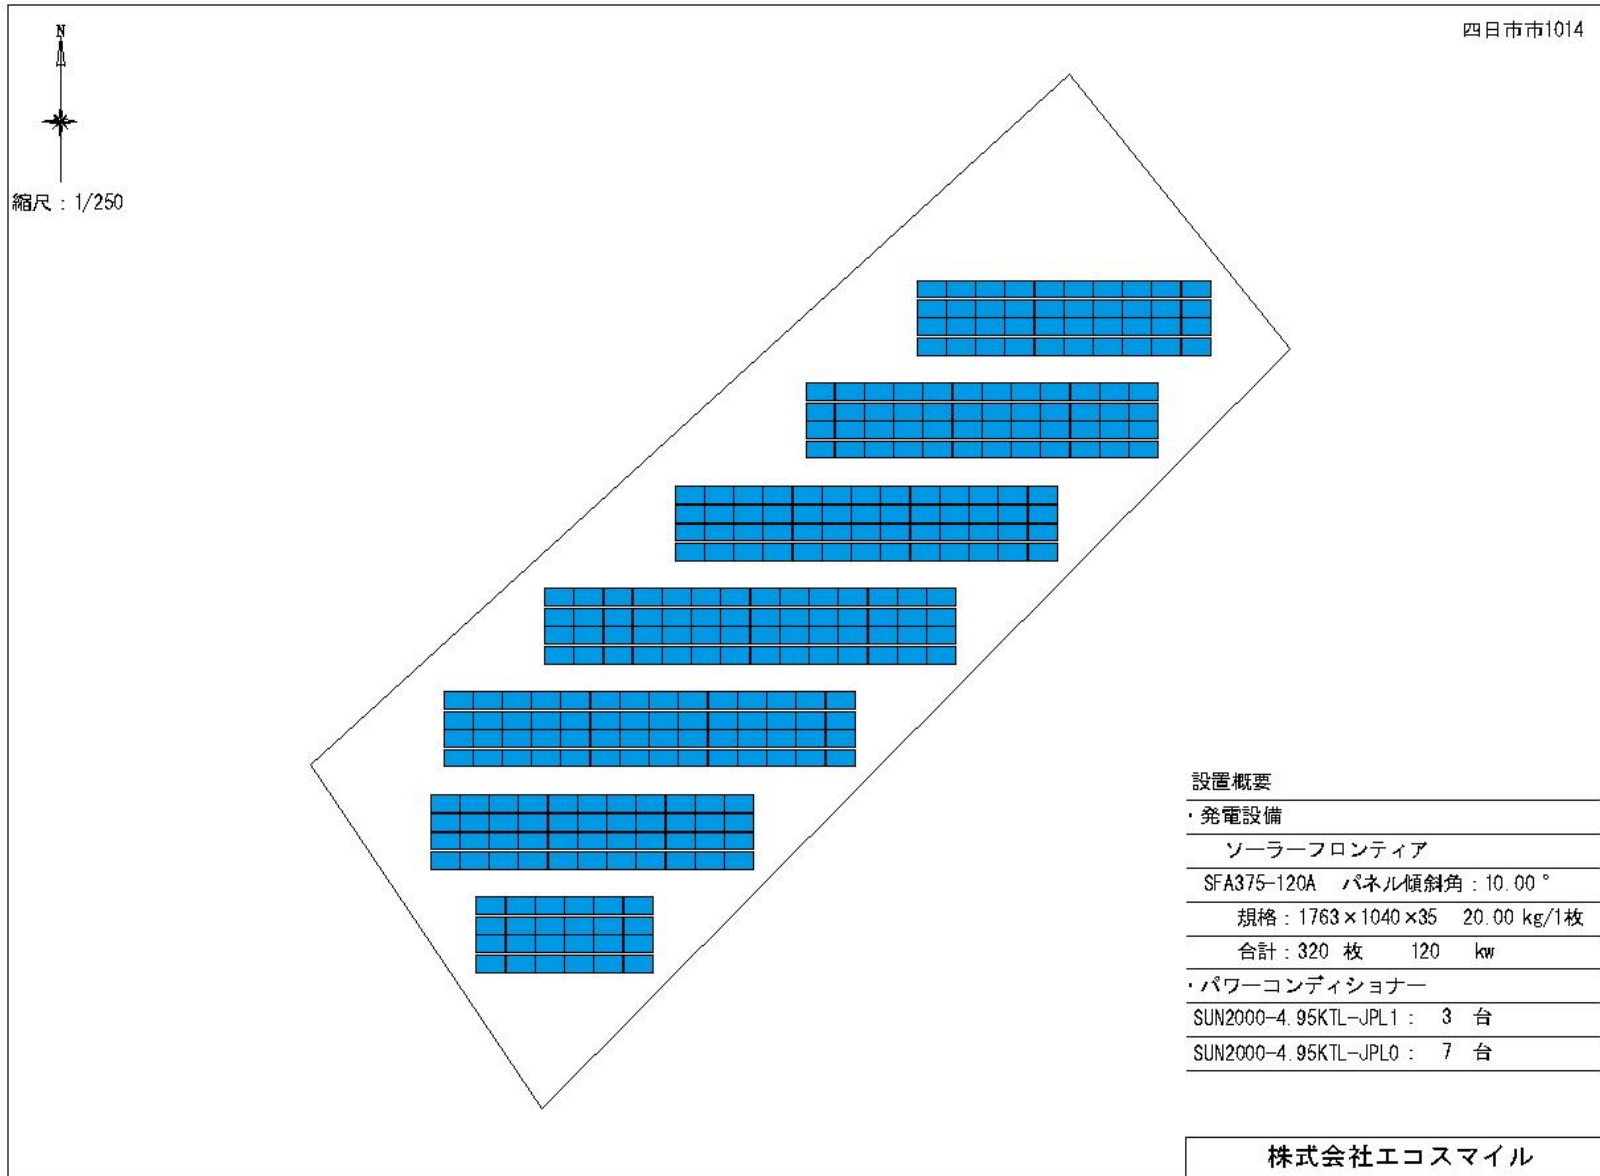 四日市市1014
N
縮尺：1/250
設置概要
・発電設備
ソーラーフロンティア
SFA375-120A パネル傾斜角：10.00°
規格：1763×1040×35 20.00 kg/1枚
合計：320 枚 120 kw
・パワーコンディショナー
SUN2000-4.95KTL-JPL1： 3 台
SUN2000-4.95KTL-JPL0： 7 台
株式会社エコスマイル